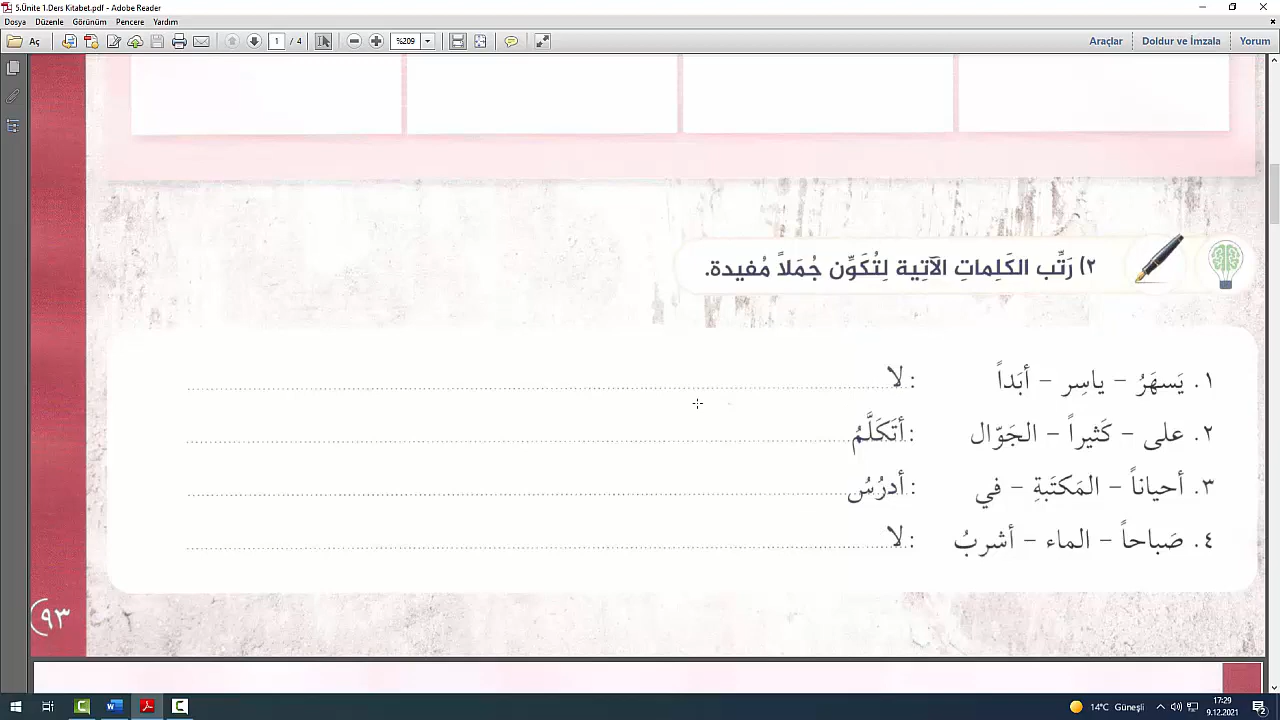 5.Ünite 1.Ders Kitabet.pdf - Adobe Reader
Dosya Düzenle Görünüm Pencere Yardım
Aç 1 / 4 %209 Araçlar Doldur ve İmzala Yorum
٢) رَتِّب الكَلِماتِ الآتِية لِتُكَوِّن جُمَلاً مُفيدة.
١. يَسهَرُ - ياسِر - أبَداً : لا
٢. على - كَثيراً - الجَوّال : أتَكَلَّمُ
٣. أحياناً - المَكتَبةِ - في : أدرُسُ
٤. صَباحاً - الماء - أشربُ : لا
٩٣
14°C Güneşli 17:29
9.12.2021
2